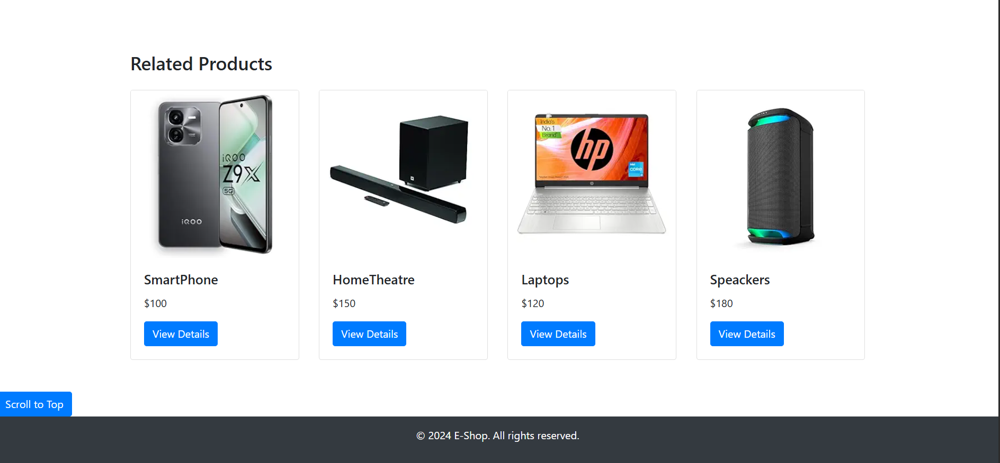 Related Products
iQOO
Z9X
5G
iQOO
India's
No.1
Brand*
hp
intel
CORE
SONY
SmartPhone
HomeTheatre
Laptops
Speackers
$100
$150
$120
$180
View Details
View Details
View Details
View Details
Scroll to Top
© 2024 E-Shop. All rights reserved.